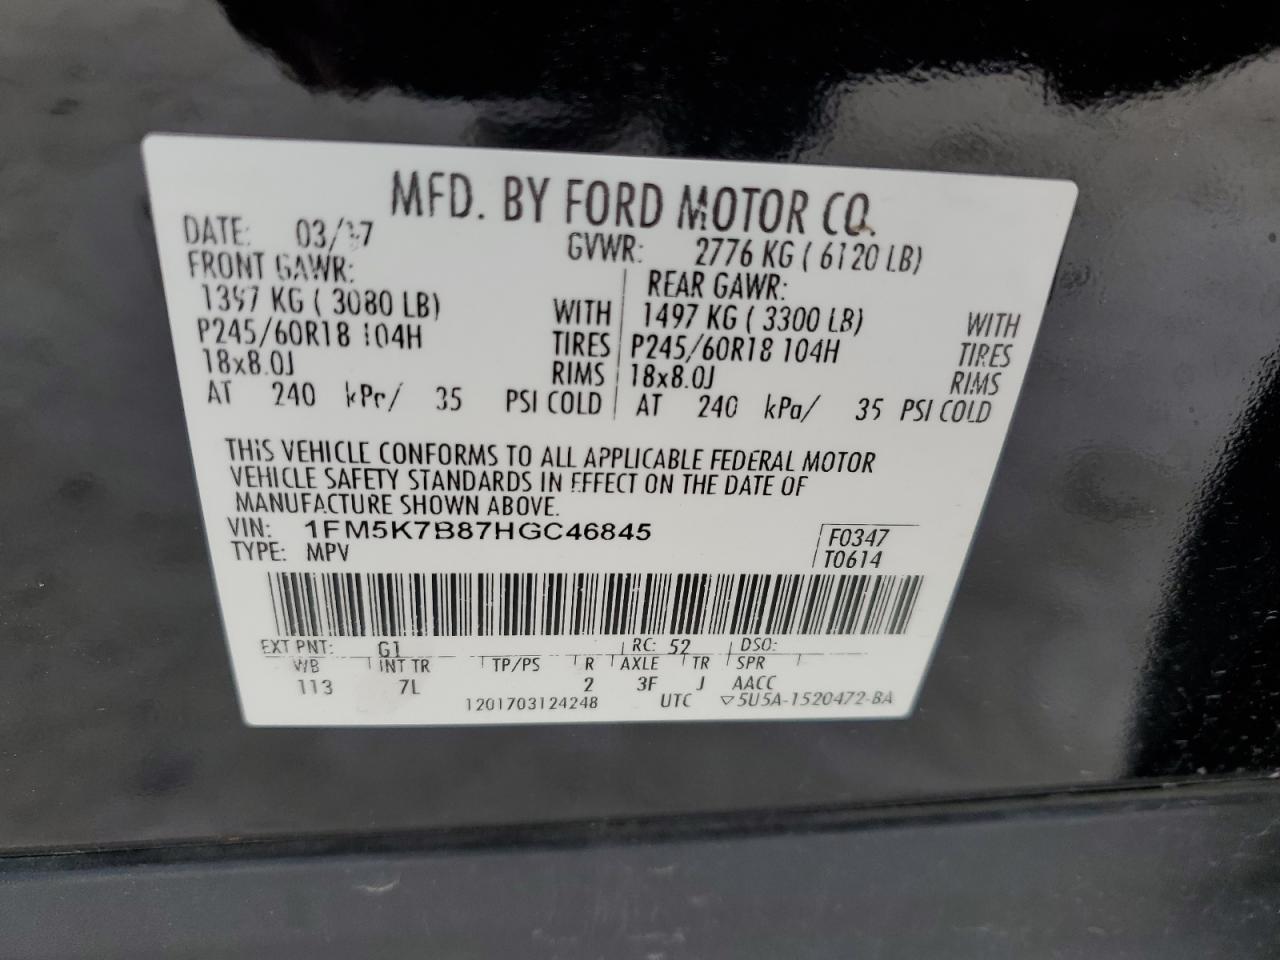 MFD. BY FORD MOTOR CO.
DATE: 03/17 GVWR: 2776 KG ( 6120 LB)
FRONT GAWR: REAR GAWR:
1397 KG ( 3080 LB) WITH 1497 KG ( 3300 LB) WITH
P245/60R18 104H TIRES P245/60R18 104H TIRES
18x8.0J RIMS 18x8.0J RIMS
AT 240 kPa/ 35 PSI COLD AT 240 kPa/ 35 PSI COLD
THIS VEHICLE CONFORMS TO ALL APPLICABLE FEDERAL MOTOR
VEHICLE SAFETY STANDARDS IN EFFECT ON THE DATE OF
MANUFACTURE SHOWN ABOVE.
VIN: 1FM5K7B87HGC46845 F0347
TYPE: MPV T0614
EXT PNT: G1 RC: 52 DSO:
WB INT TR TP/PS R AXLE TR SPR
113 7L 2 3F J AACC
1201703124248 UTC ▽5U5A-1520472-BA